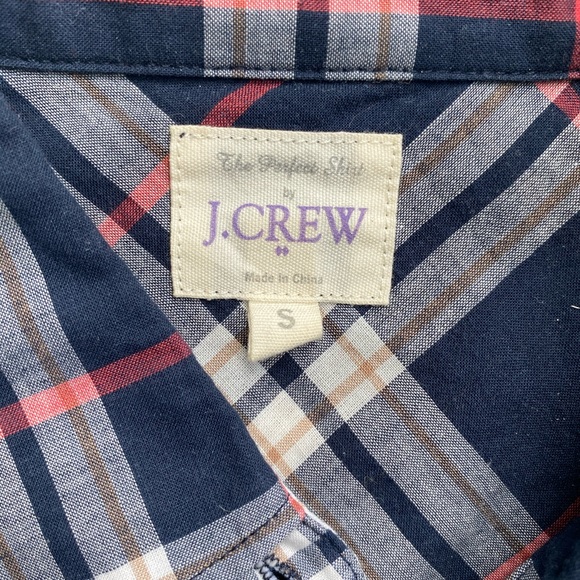 The Perfect Shirt
by
J.CREW
Made in China
S